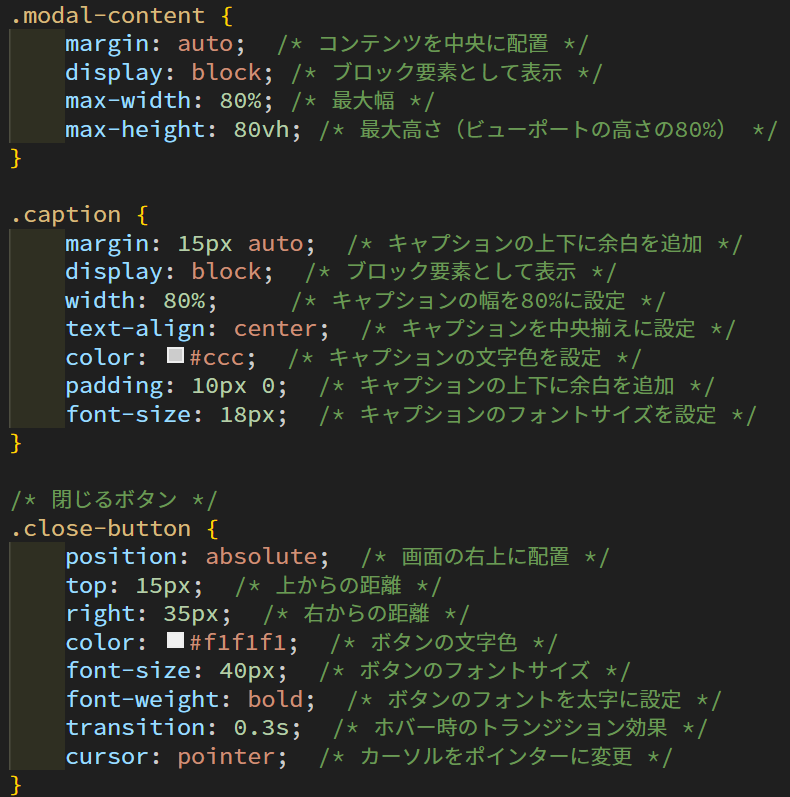 .modal-content {
    margin: auto;  /* コンテンツを中央に配置 */
    display: block; /* ブロック要素として表示 */
    max-width: 80%; /* 最大幅 */
    max-height: 80vh; /* 最大高さ（ビューポートの高さの80%） */
}

.caption {
    margin: 15px auto;  /* キャプションの上下に余白を追加 */
    display: block;  /* ブロック要素として表示 */
    width: 80%;     /* キャプションの幅を80%に設定 */
    text-align: center;  /* キャプションを中央揃えに設定 */
    color: #ccc;  /* キャプションの文字色を設定 */
    padding: 10px 0;  /* キャプションの上下に余白を追加 */
    font-size: 18px;  /* キャプションのフォントサイズを設定 */
}

/* 閉じるボタン */
.close-button {
    position: absolute;  /* 画面の右上に配置 */
    top: 15px;  /* 上からの距離 */
    right: 35px;  /* 右からの距離 */
    color: #f1f1f1;  /* ボタンの文字色 */
    font-size: 40px;  /* ボタンのフォントサイズ */
    font-weight: bold;  /* ボタンのフォントを太字に設定 */
    transition: 0.3s;  /* ホバー時のトランジション効果 */
    cursor: pointer;  /* カーソルをポインターに変更 */
}